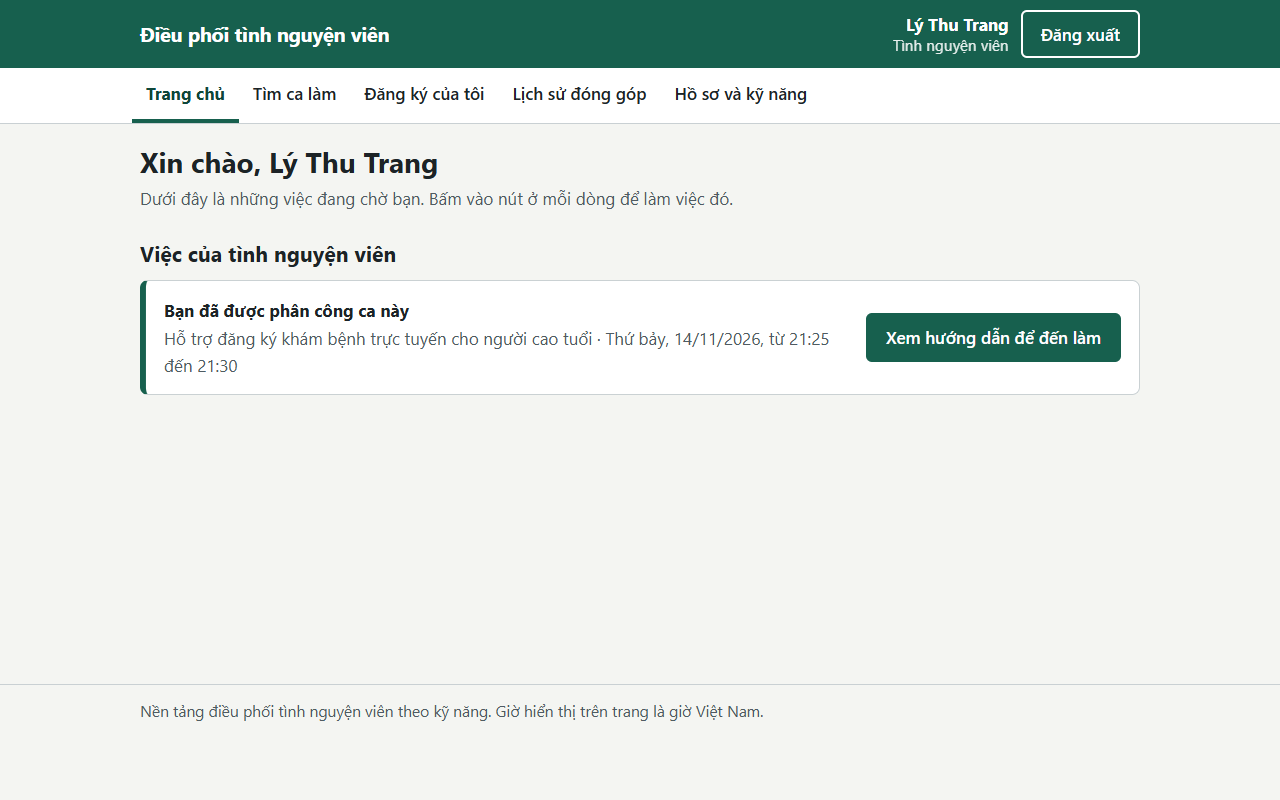 Điều phối tình nguyện viên
Lý Thu Trang
Tình nguyện viên
Đăng xuất
Trang chủ
Tìm ca làm
Đăng ký của tôi
Lịch sử đóng góp
Hồ sơ và kỹ năng
Xin chào, Lý Thu Trang
Dưới đây là những việc đang chờ bạn. Bấm vào nút ở mỗi dòng để làm việc đó.
Việc của tình nguyện viên
Bạn đã được phân công ca này
Hỗ trợ đăng ký khám bệnh trực tuyến cho người cao tuổi · Thứ bảy, 14/11/2026, từ 21:25
đến 21:30
Xem hướng dẫn để đến làm
Nền tảng điều phối tình nguyện viên theo kỹ năng. Giờ hiển thị trên trang là giờ Việt Nam.